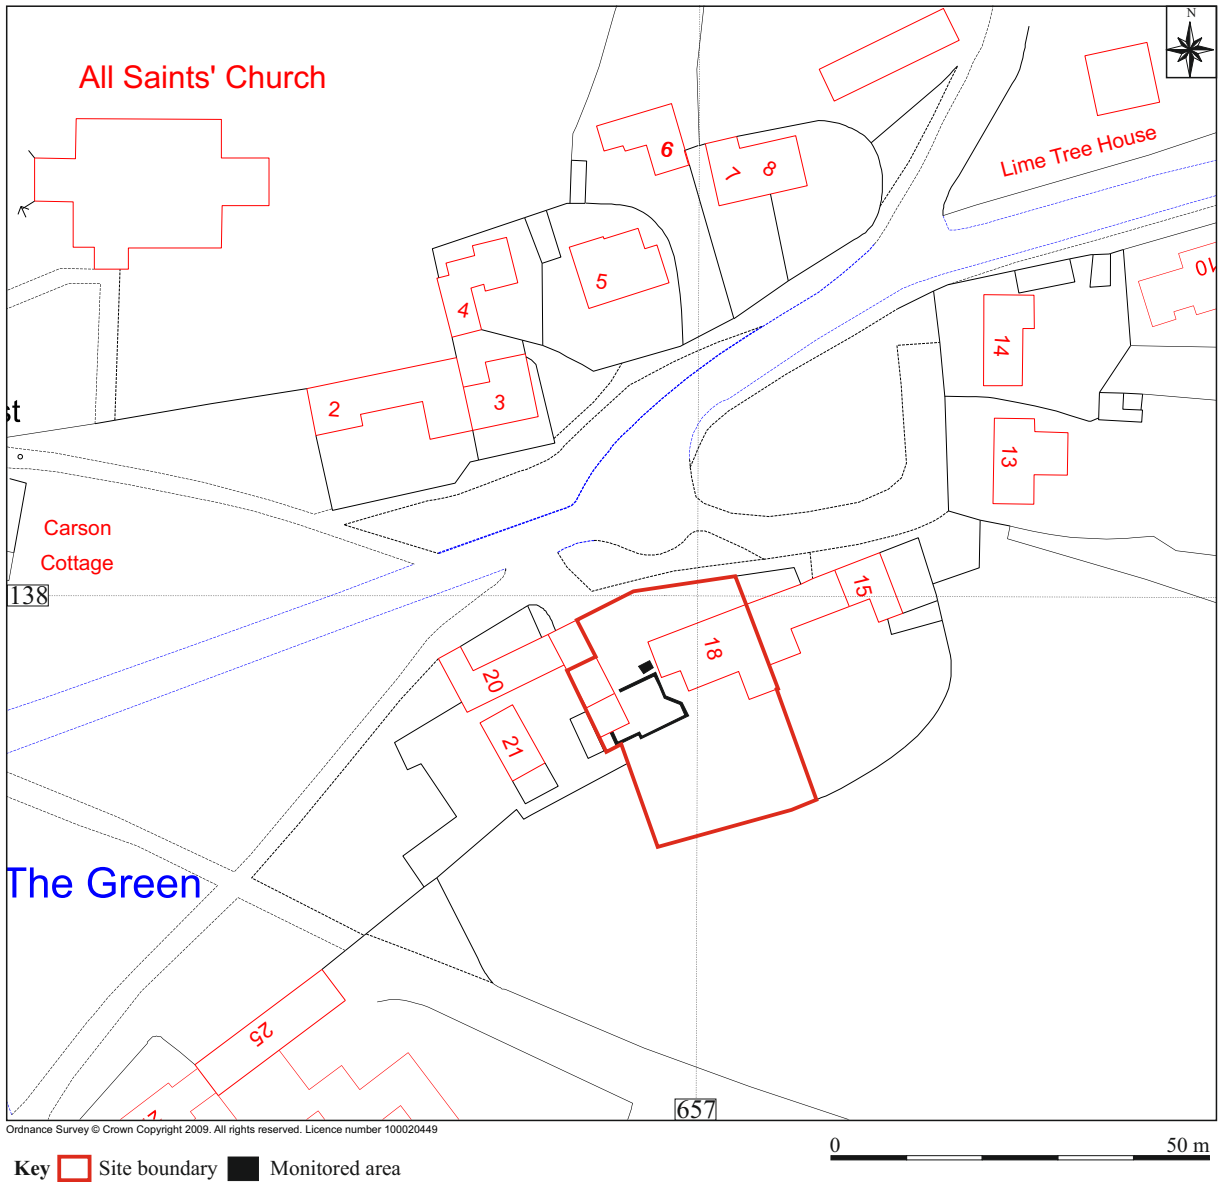 N
All Saints' Church
Lime Tree House
6
7
8
5
4
10
14
2
3
st
13
Carson
Cottage
138
15
18
20
21
The Green
25
657
Ordnance Survey © Crown Copyright 2009. All rights reserved. Licence number 100020449
0
50 m
Key
Site boundary
Monitored area